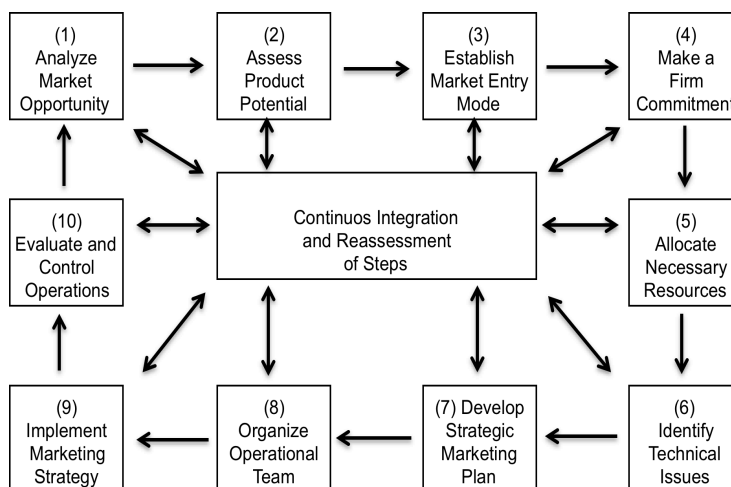 (1)
Analyze
Market
Opportunity
(2)
Assess
Product
Potential
(3)
Establish
Market Entry
Mode
(4)
Make a
Firm
Commitment
Continuos Integration
and Reassessment
of Steps
(10)
Evaluate and
Control
Operations
(5)
Allocate
Necessary
Resources
(9)
Implement
Marketing
Strategy
(8)
Organize
Operational
Team
(7) Develop
Strategic
Marketing
Plan
(6)
Identify
Technical
Issues